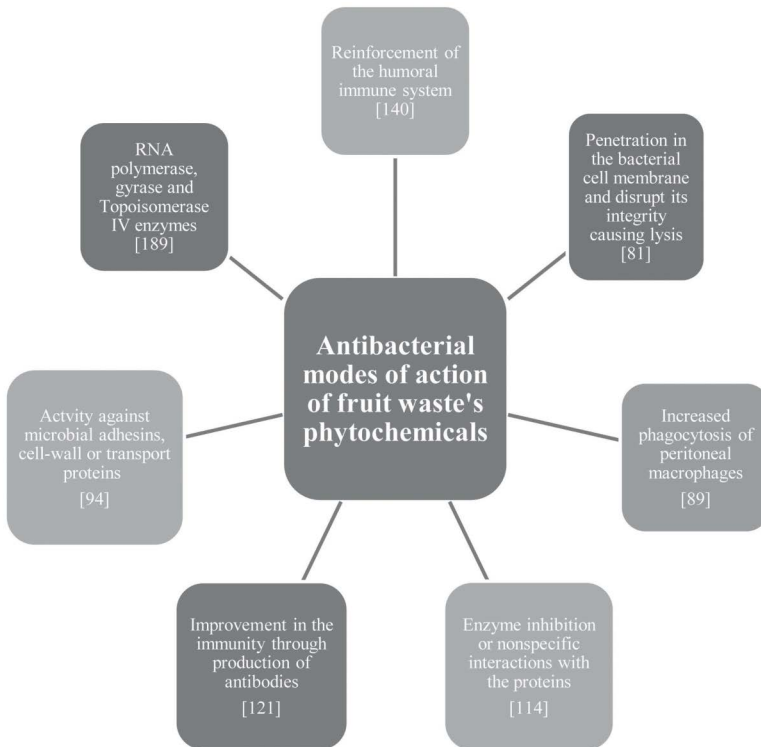 Reinforcement of
the humoral
immune system
[140]
Penetration in
the bacterial
cell membrane
and disrupt its
integrity
causing lysis
[81]
Increased
phagocytosis of
peritoneal
macrophages
[89]
Enzyme inhibition
or nonspecific
interactions with
the proteins
[114]
Improvement in the
immunity through
production of
antibodies
[121]
Actvity against
microbial adhesins,
cell-wall or transport
proteins
[94]
RNA
polymerase,
gyrase and
Topoisomerase
IV enzymes
[189]
Antibacterial
modes of action
of fruit waste's
phytochemicals